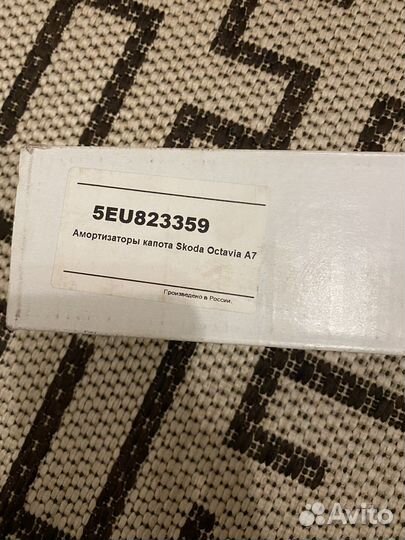 5EU823359
Амортизаторы капота Skoda Octavia A7
Произведено в России.
Avito